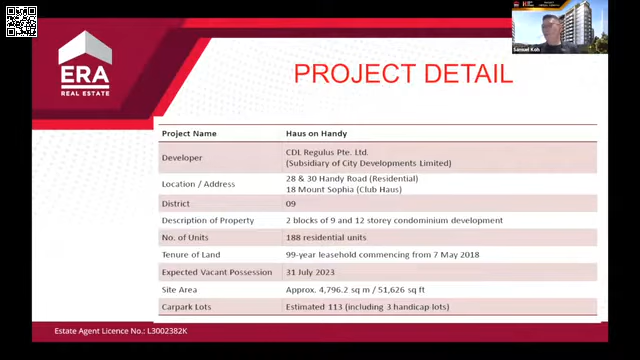 Samuel Koh
ERA
REAL ESTATE
PROJECT DETAIL
Project Name Haus on Handy
Developer CDL Regulus Pte. Ltd.
(Subsidiary of City Developments Limited)
Location / Address 28 & 30 Handy Road (Residential)
18 Mount Sophia (Club Haus)
District 09
Description of Property 2 blocks of 9 and 12 storey condominium development
No. of Units 188 residential units
Tenure of Land 99-year leasehold commencing from 7 May 2018
Expected Vacant Possession 31 July 2023
Site Area Approx. 4,796.2 sq m / 51,626 sq ft
Carpark Lots Estimated 113 (including 3 handicap lots)
Estate Agent Licence No.: L3002382K